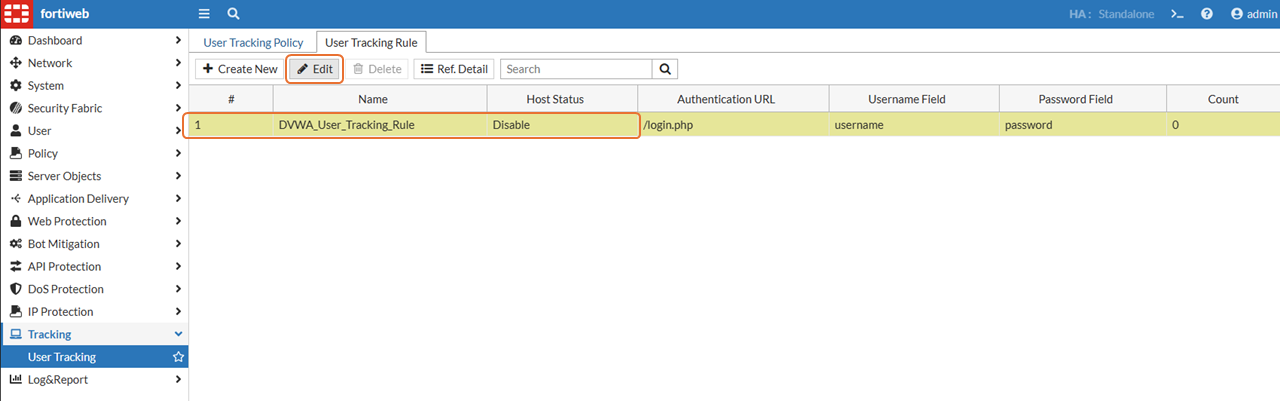 fortiweb HA: Standalone >_ ? admin
Dashboard
Network
System
Security Fabric
User
Policy
Server Objects
Application Delivery
Web Protection
Bot Mitigation
API Protection
DoS Protection
IP Protection
Tracking
User Tracking
Log&Report
User Tracking Policy User Tracking Rule
+ Create New Edit Delete Ref. Detail Search
# Name Host Status Authentication URL Username Field Password Field Count
1 DVWA_User_Tracking_Rule Disable /login.php username password 0